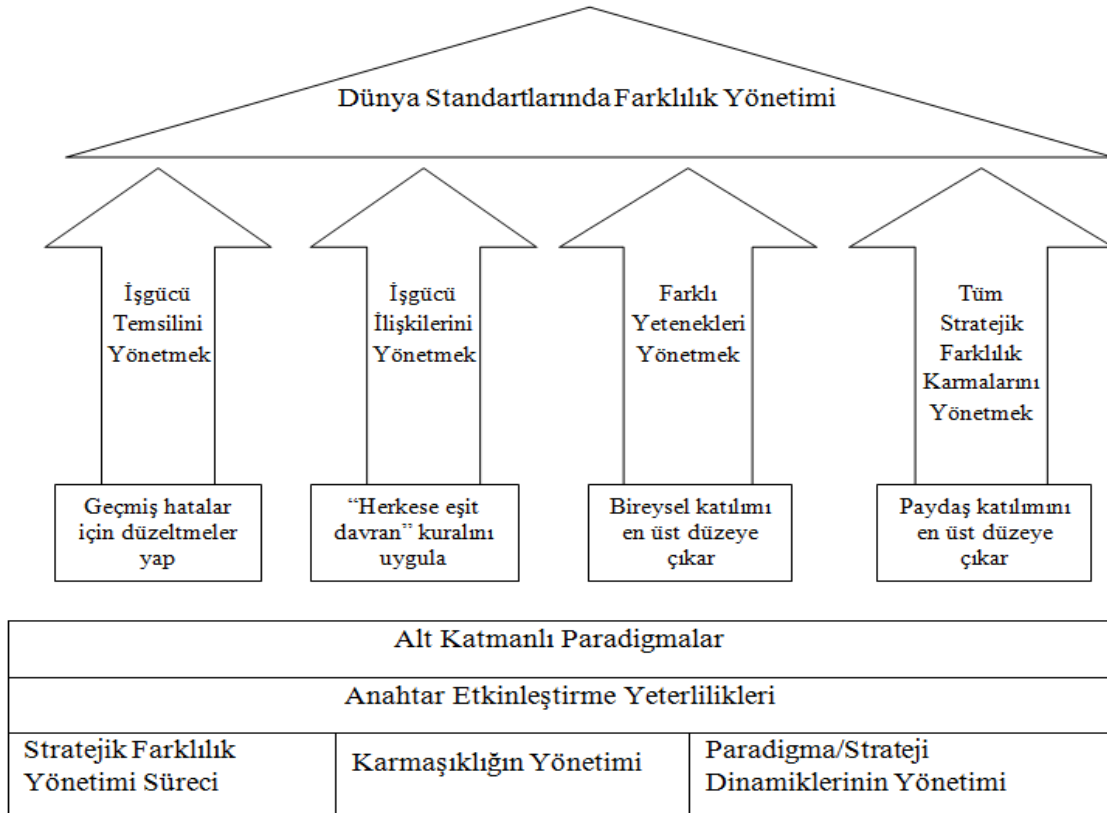 Dünya Standartlarında Farklılık Yönetimi
İşgücü
Temsilini
Yönetmek
İşgücü
İlişkilerini
Yönetmek
Farklı
Yetenekleri
Yönetmek
Tüm
Stratejik
Farklılık
Karmalarını
Yönetmek
Geçmiş hatalar
için düzeltmeler
yap
“Herkese eşit
davran” kuralını
uygula
Bireysel katılımı
en üst düzeye
çıkar
Paydaş katılımını
en üst düzeye
çıkar
Alt Katmanlı Paradigmalar
Anahtar Etkinleştirme Yeterlilikleri
Stratejik Farklılık
Yönetimi Süreci
Karmaşıklığın Yönetimi
Paradigma/Strateji
Dinamiklerinin Yönetimi